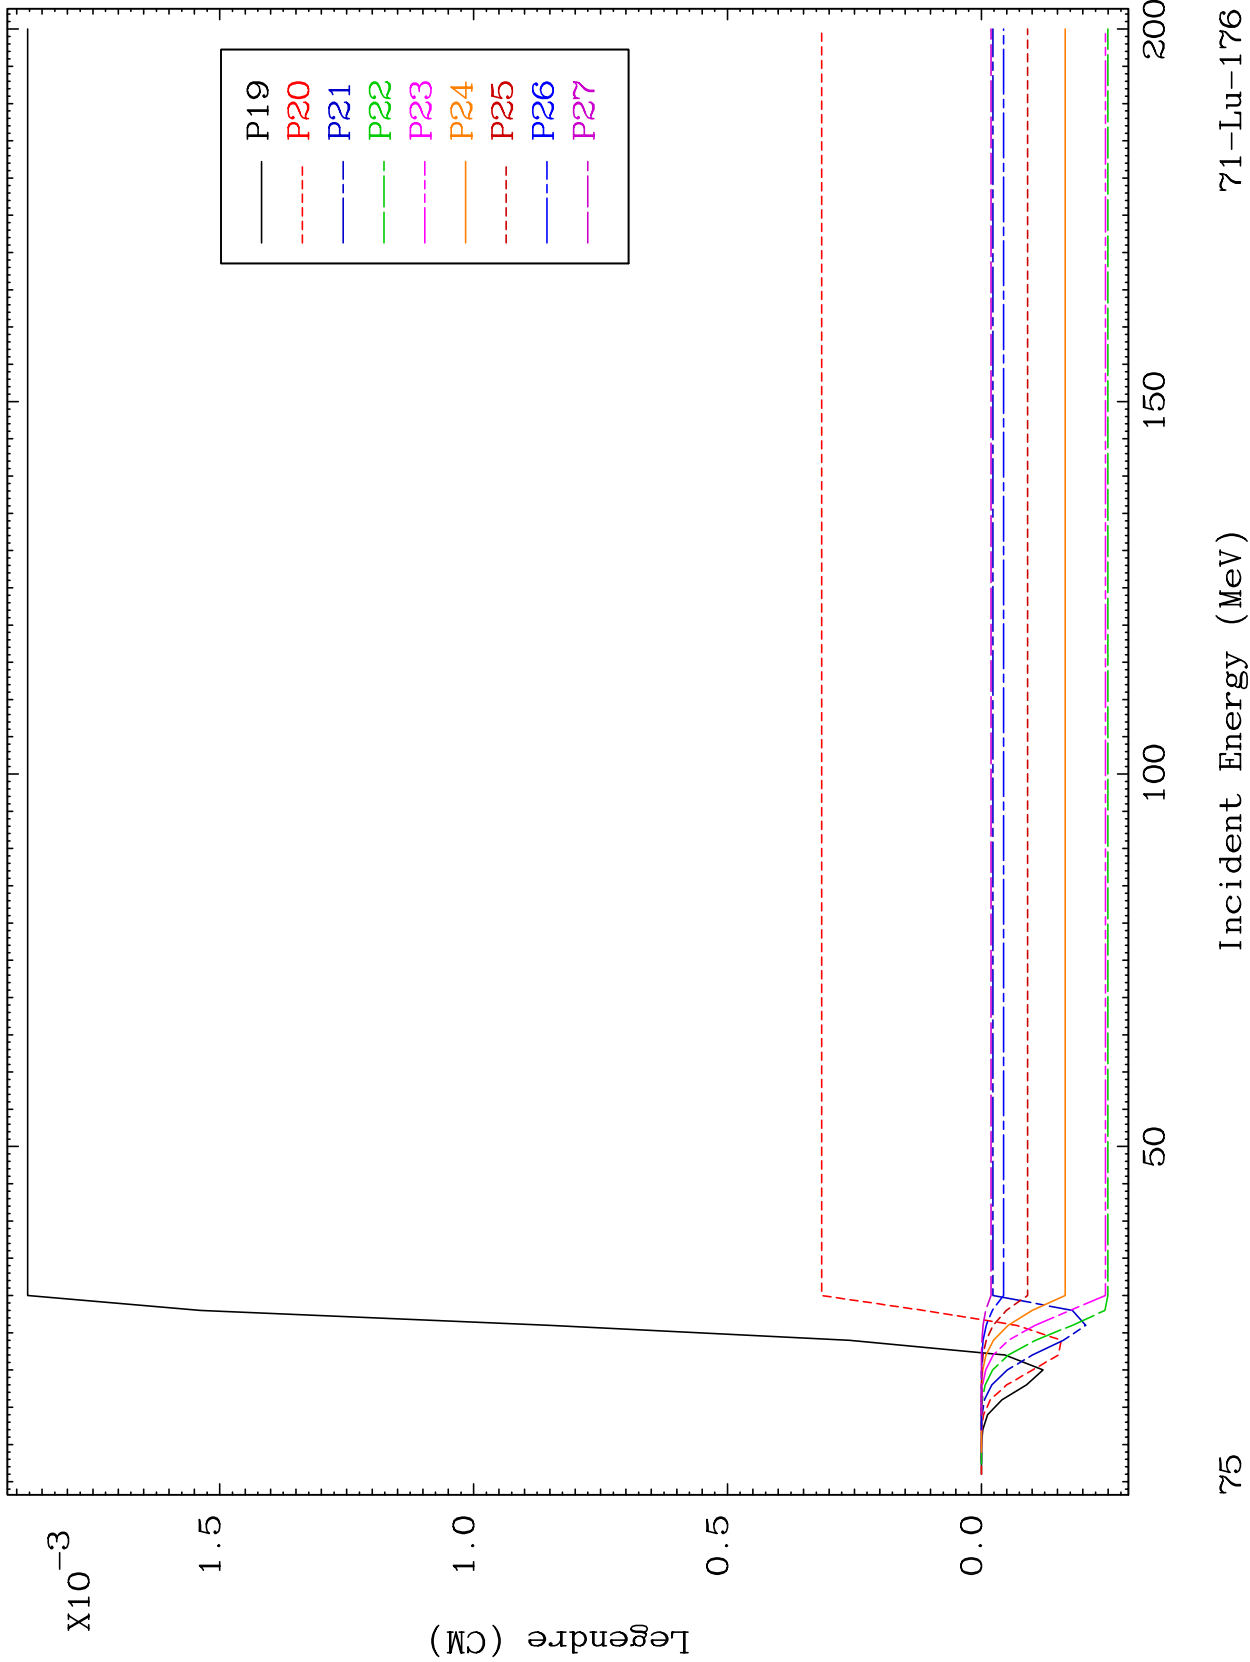 X10⁻³
Legendre (CM)
1.5
1.0
0.5
0.0
P19
P20
P21
P22
P23
P24
P25
P26
P27
50
100
150
200
75
Incident Energy (MeV)
71-Lu-176